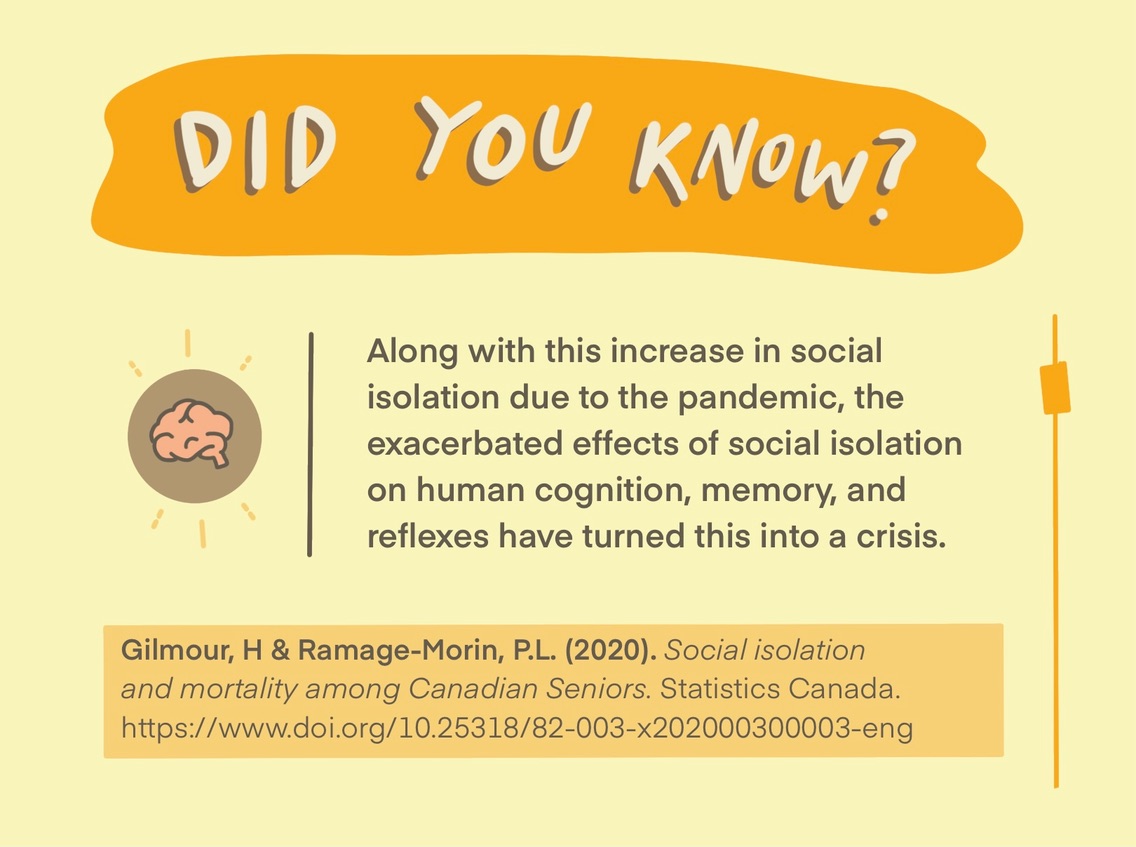 DID YOU KNOW?
Along with this increase in social
isolation due to the pandemic, the
exacerbated effects of social isolation
on human cognition, memory, and
reflexes have turned this into a crisis.
Gilmour, H & Ramage-Morin, P.L. (2020). Social isolation
and mortality among Canadian Seniors. Statistics Canada.
https://www.doi.org/10.25318/82-003-x202000300003-eng